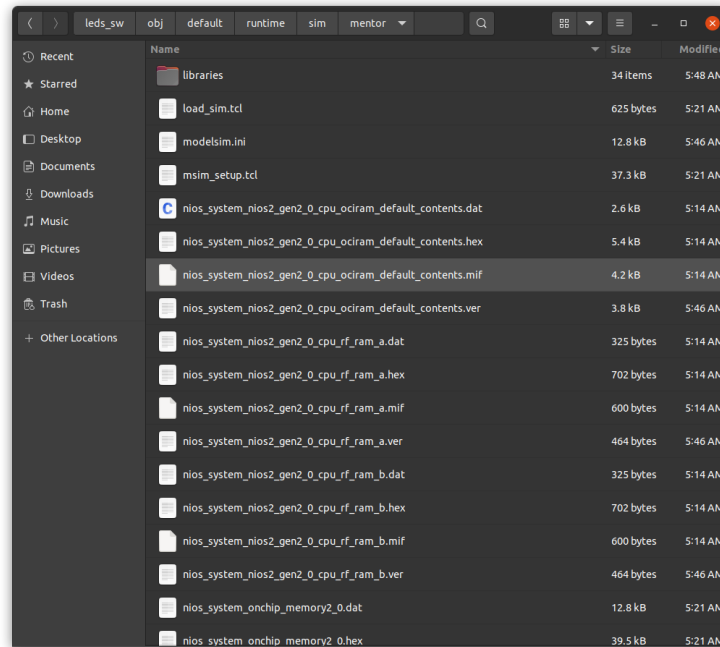 leds_sw obj default runtime sim mentor
Name Size Modified
Recent
Starred
Home
Desktop
Documents
Downloads
Music
Pictures
Videos
Trash
+ Other Locations
libraries 34 items 5:48 AM
load_sim.tcl 625 bytes 5:21 AM
modelsim.ini 12.8 kB 5:46 AM
msim_setup.tcl 37.3 kB 5:21 AM
nios_system_nios2_gen2_0_cpu_ociram_default_contents.dat 2.6 kB 5:14 AM
nios_system_nios2_gen2_0_cpu_ociram_default_contents.hex 5.4 kB 5:14 AM
nios_system_nios2_gen2_0_cpu_ociram_default_contents.mif 4.2 kB 5:14 AM
nios_system_nios2_gen2_0_cpu_ociram_default_contents.ver 3.8 kB 5:46 AM
nios_system_nios2_gen2_0_cpu_rf_ram_a.dat 325 bytes 5:14 AM
nios_system_nios2_gen2_0_cpu_rf_ram_a.hex 702 bytes 5:14 AM
nios_system_nios2_gen2_0_cpu_rf_ram_a.mif 600 bytes 5:14 AM
nios_system_nios2_gen2_0_cpu_rf_ram_a.ver 464 bytes 5:46 AM
nios_system_nios2_gen2_0_cpu_rf_ram_b.dat 325 bytes 5:14 AM
nios_system_nios2_gen2_0_cpu_rf_ram_b.hex 702 bytes 5:14 AM
nios_system_nios2_gen2_0_cpu_rf_ram_b.mif 600 bytes 5:14 AM
nios_system_nios2_gen2_0_cpu_rf_ram_b.ver 464 bytes 5:46 AM
nios_system_onchip_memory2_0.dat 12.8 kB 5:21 AM
nios_system_onchip_memory2_0.hex 39.5 kB 5:21 AM